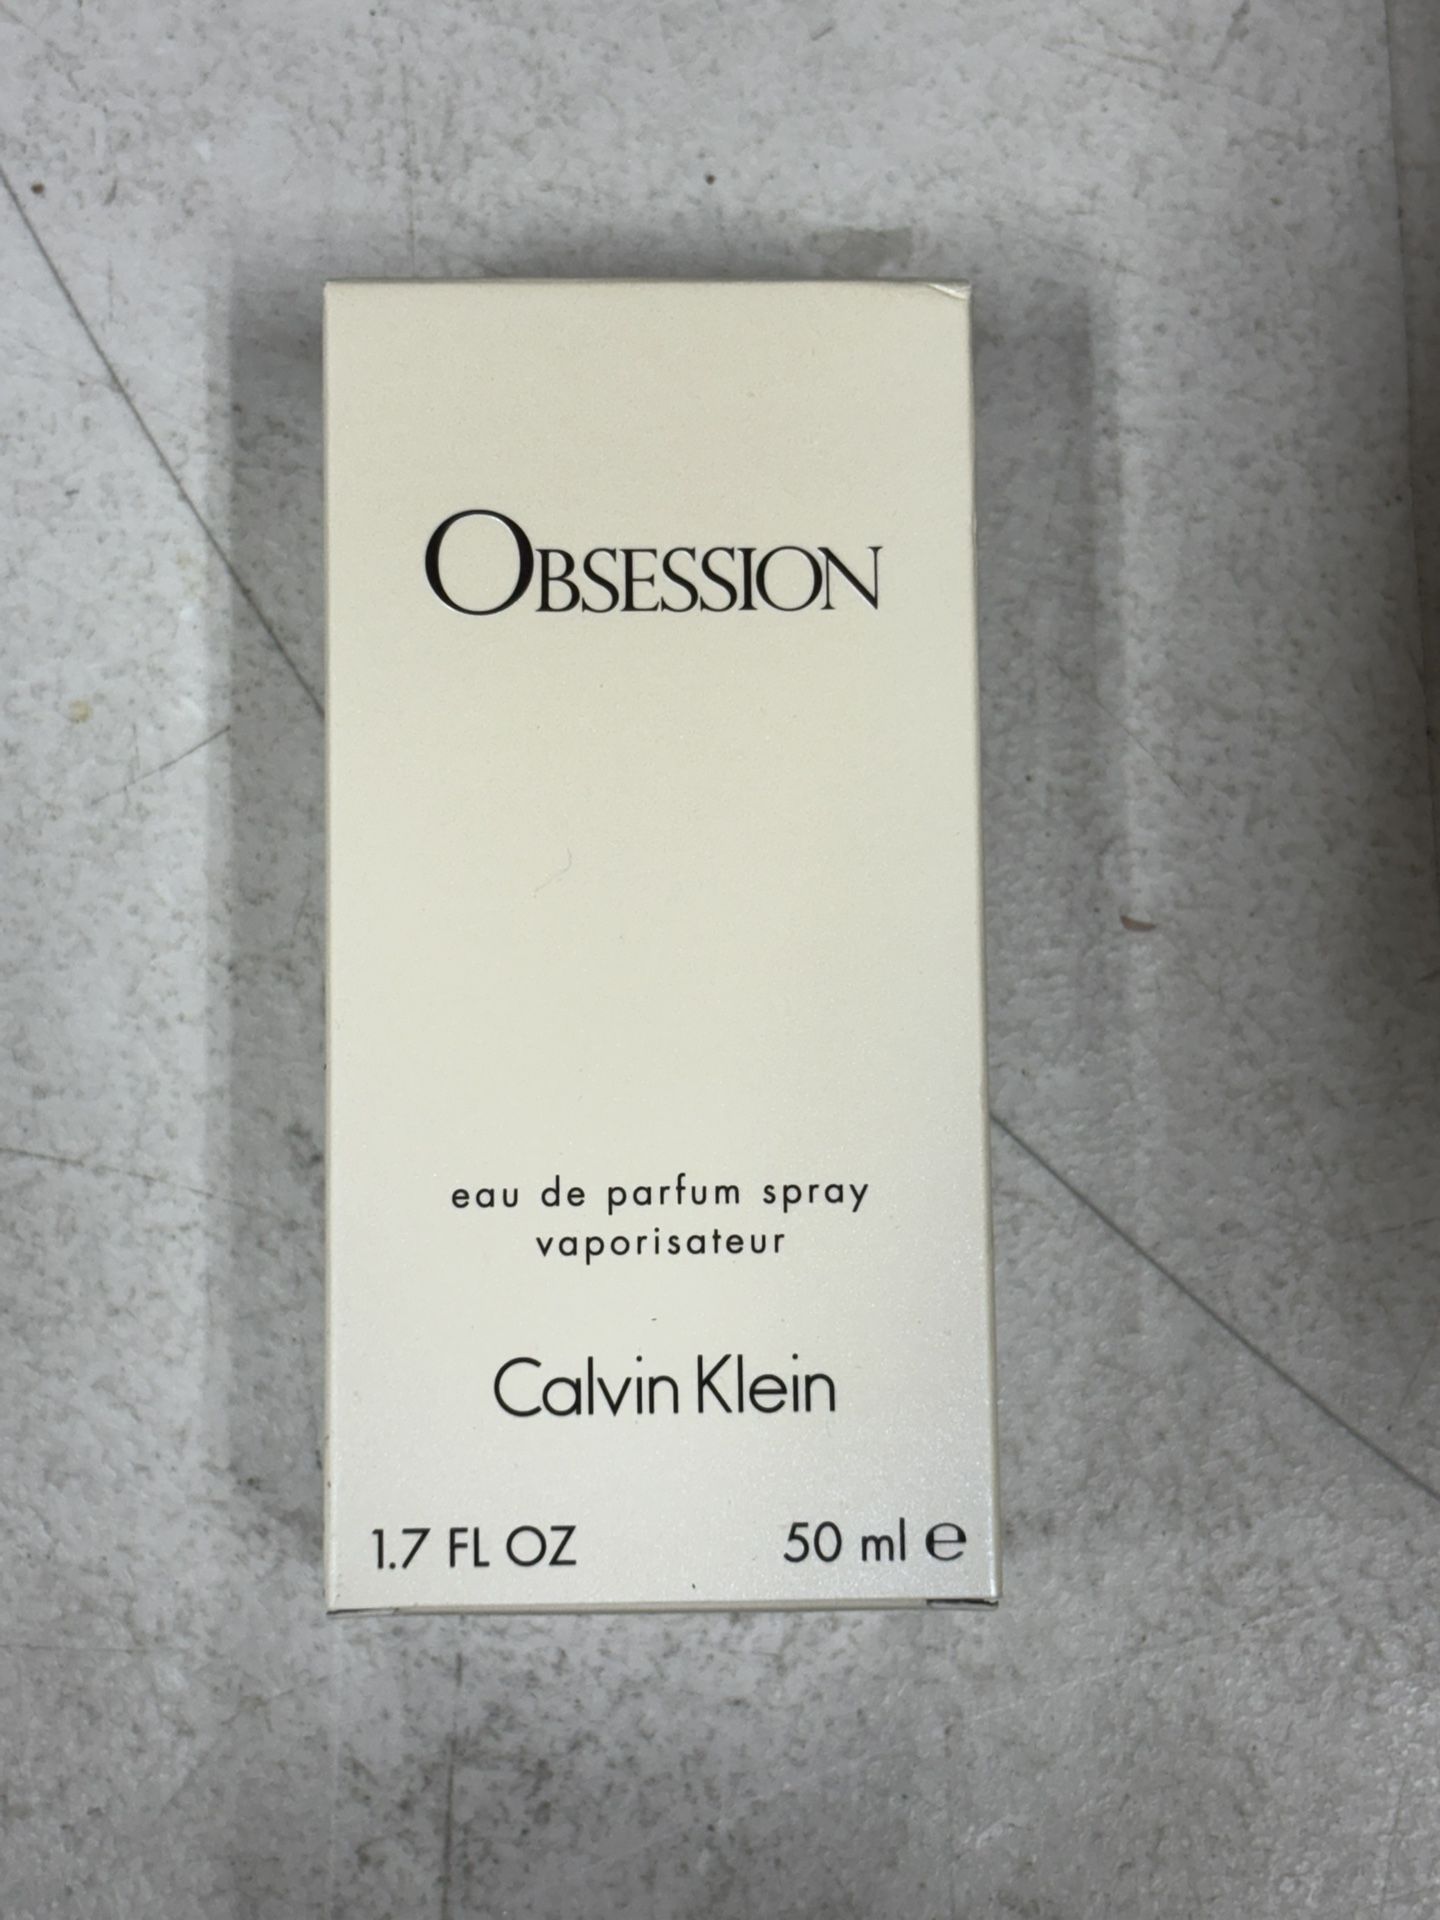 OBSESSION
eau de parfum spray
vaporisateur
Calvin Klein
1.7 FL OZ 50 ml ℮